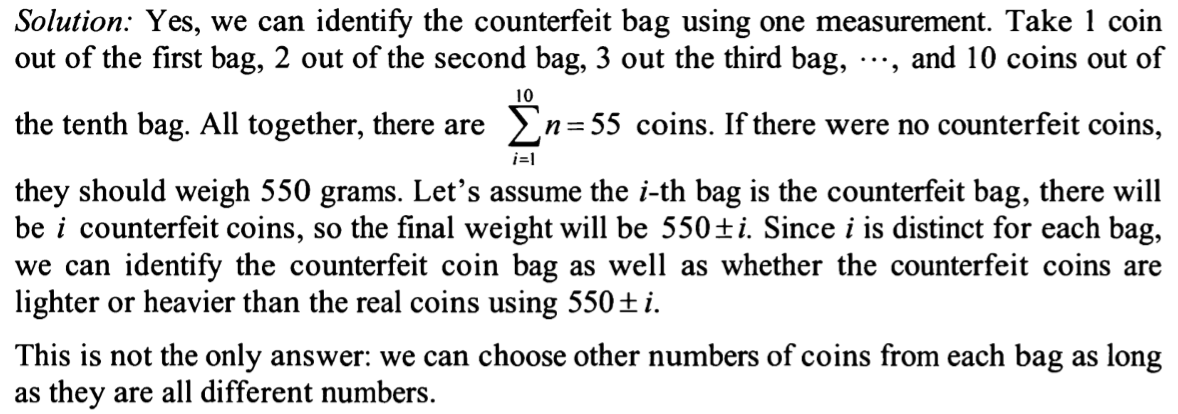 Solution: Yes, we can identify the counterfeit bag using one measurement. Take 1 coin
out of the first bag, 2 out of the second bag, 3 out the third bag, ···, and 10 coins out of
the tenth bag. All together, there are \sum_{i=1}^{10} n = 55 coins. If there were no counterfeit coins,
they should weigh 550 grams. Let's assume the i-th bag is the counterfeit bag, there will
be i counterfeit coins, so the final weight will be 550 ± i. Since i is distinct for each bag,
we can identify the counterfeit coin bag as well as whether the counterfeit coins are
lighter or heavier than the real coins using 550 ± i.
This is not the only answer: we can choose other numbers of coins from each bag as long
as they are all different numbers.